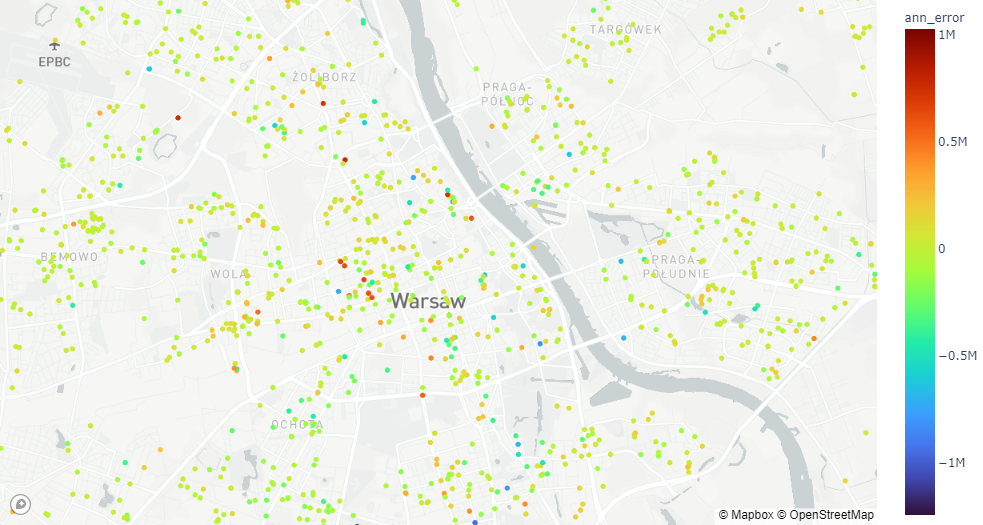 ann_error
1M
0.5M
0
−0.5M
−1M
EPBC
ŻOLIBORZ
TARGÓWEK
PRAGA-
PÓŁNOC
BEMOWO
WOLA
PRAGA-
POŁUDNIE
Warsaw
OCHOTA
© Mapbox © OpenStreetMap